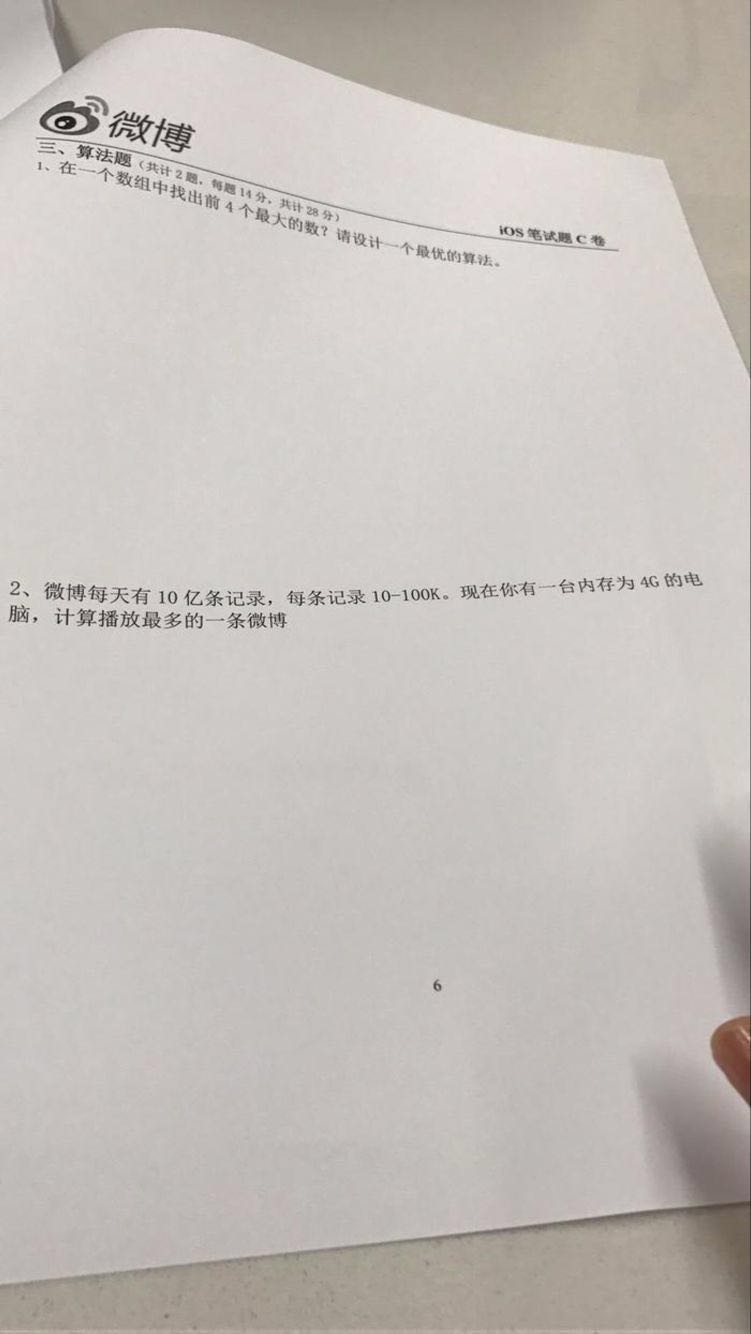 微博
iOS 笔试题 C 卷
三、算法题（共计 2 题，每题 14 分，共计 28 分）
1、在一个数组中找出前 4 个最大的数？请设计一个最优的算法。
2、微博每天有 10 亿条记录，每条记录 10-100K。现在你有一台内存为 4G 的电
脑，计算播放最多的一条微博
6